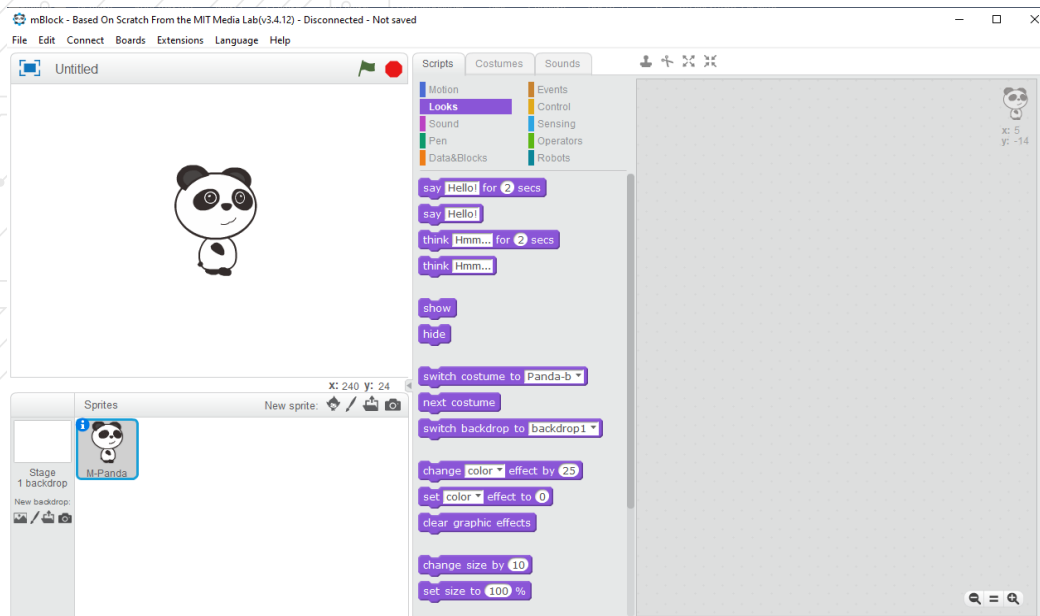 mBlock - Based On Scratch From the MIT Media Lab(v3.4.12) - Disconnected - Not saved
File Edit Connect Boards Extensions Language Help
Untitled
Scripts Costumes Sounds
Motion Events
Looks Control
Sound Sensing
Pen Operators
Data&Blocks Robots
x: 5
y: -14
say Hello! for 2 secs
say Hello!
think Hmm... for 2 secs
think Hmm...
show
hide
switch costume to Panda-b
next costume
switch backdrop to backdrop1
change color effect by 25
set color effect to 0
clear graphic effects
change size by 10
set size to 100 %
X: 240 y: 24
Sprites New sprite:
Stage
1 backdrop
New backdrop:
i
M-Panda